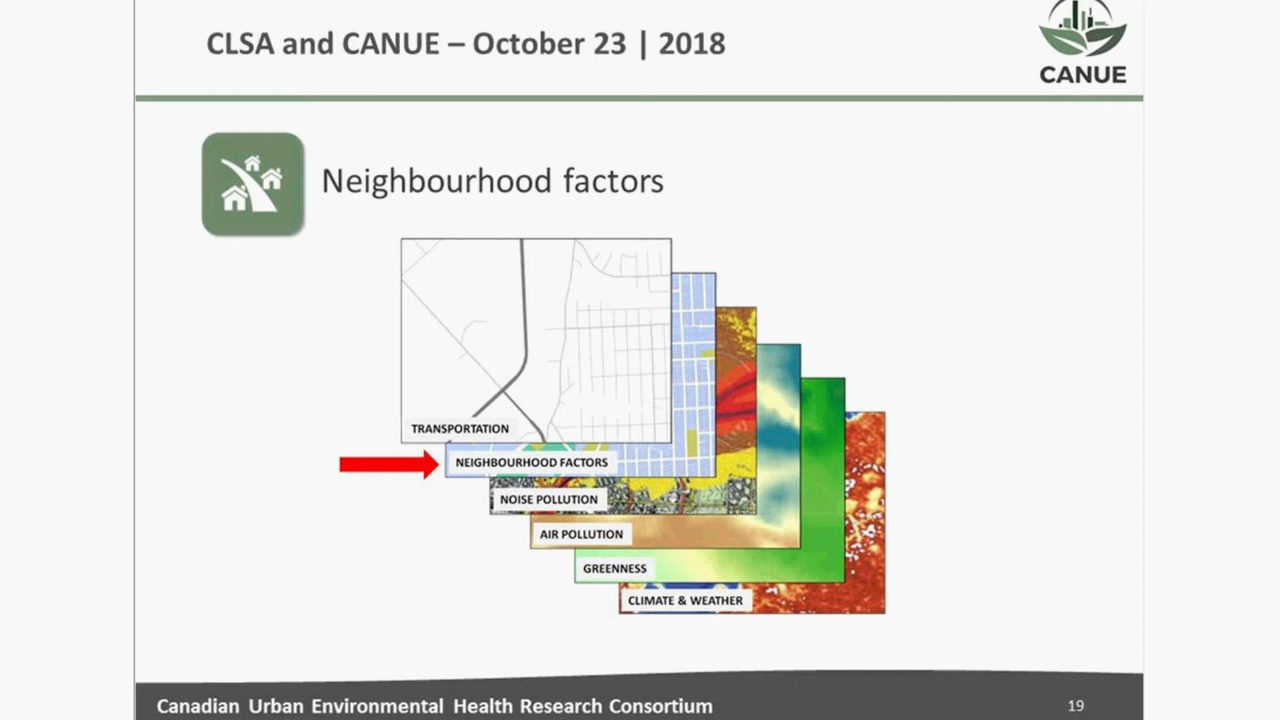 CLSA and CANUE – October 23 | 2018
CANUE
Neighbourhood factors
TRANSPORTATION
NEIGHBOURHOOD FACTORS
NOISE POLLUTION
AIR POLLUTION
GREENNESS
CLIMATE & WEATHER
Canadian Urban Environmental Health Research Consortium
19